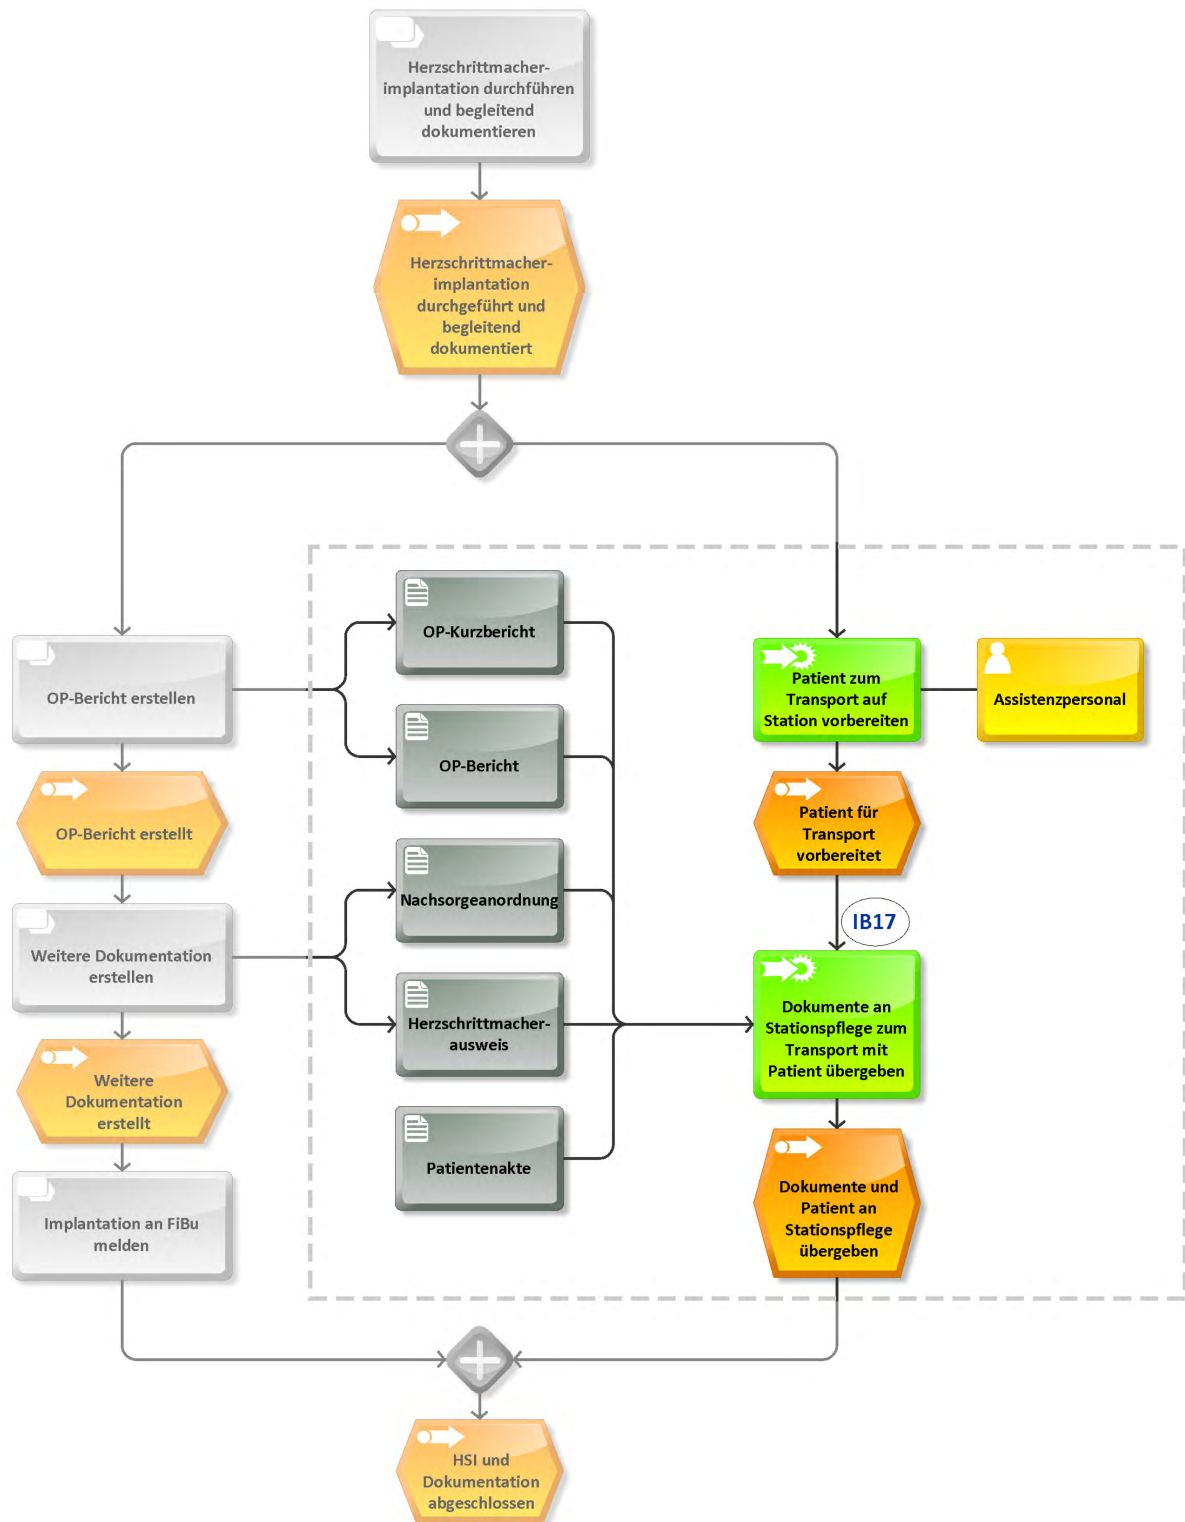 Herzschrittmacher-
implantation durchführen
und begleitend
dokumentieren
Herzschrittmacher-
implantation
durchgeführt und
begleitend
dokumentiert
OP-Bericht erstellen
OP-Bericht erstellt
Weitere Dokumentation
erstellen
Weitere
Dokumentation
erstellt
Implantation an FiBu
melden
OP-Kurzbericht
OP-Bericht
Nachsorgeanordnung
Herzschrittmacher-
ausweis
Patientenakte
Patient zum
Transport auf
Station vorbereiten
Assistenzpersonal
Patient für
Transport
vorbereitet
IB17
Dokumente an
Stationspflege zum
Transport mit
Patient übergeben
Dokumente und
Patient an
Stationspflege
übergeben
HSI und
Dokumentation
abgeschlossen